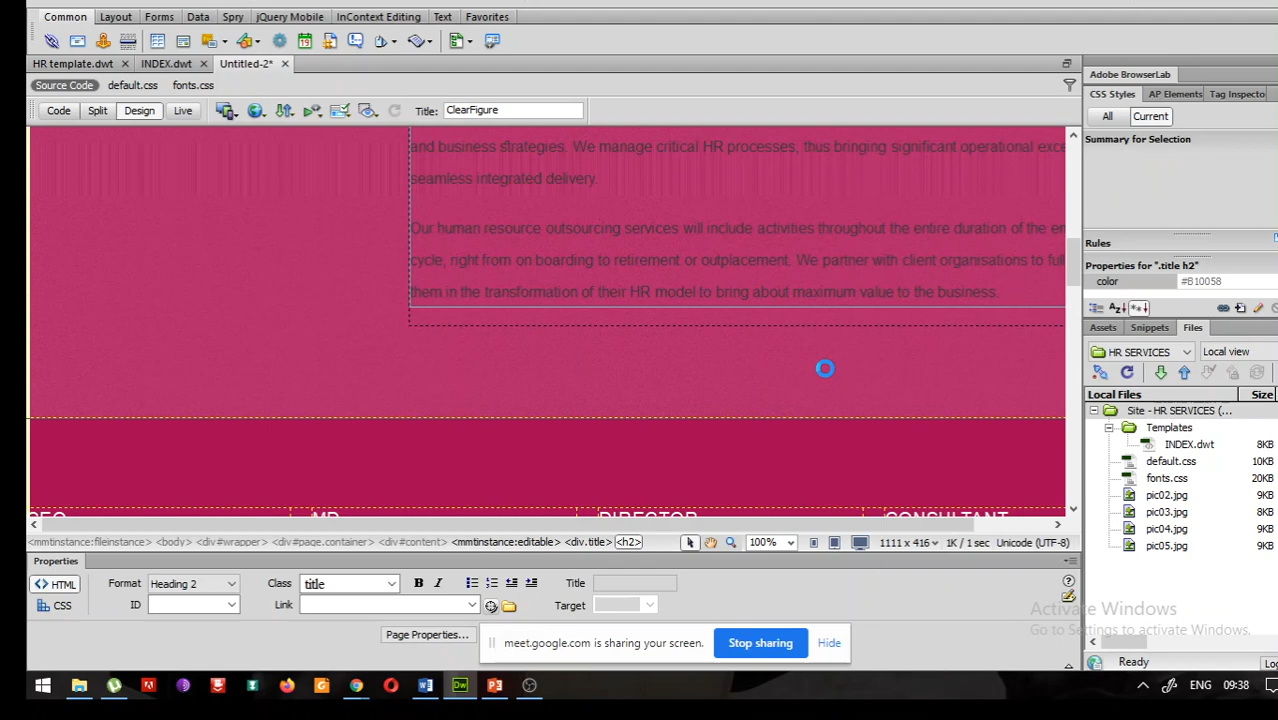 Common Layout Forms Data Spry jQuery Mobile InContext Editing Text Favorites
HR template.dwt INDEX.dwt Untitled-2*
Source Code default.css fonts.css
Code Split Design Live Title: ClearFigure
and business strategies. We manage critical HR processes, thus bringing significant operational exce
seamless integrated delivery.
Our human resource outsourcing services will include activities throughout the entire duration of the en
cycle, right from on boarding to retirement or outplacement. We partner with client organisations to ful
them in the transformation of their HR model to bring about maximum value to the business.
CEO MD DIRECTOR CONSULTANT
<mmtinstance:fileinstance> <body> <div#wrapper> <div#page.container> <div#content> <mmtinstance:editable> <div.title> <h2>
100% 1111 x 416 1K / 1 sec Unicode (UTF-8)
Properties
<> HTML Format Heading 2 Class title B I Title
CSS ID Link Target
Page Properties...
meet.google.com is sharing your screen. Stop sharing Hide
Adobe BrowserLab
CSS Styles AP Elements Tag Inspecto
All Current
Summary for Selection
Rules
Properties for ".title h2"
color #B10058
Assets Snippets Files
HR SERVICES Local view
Local Files Size
Site - HR SERVICES (...
Templates
INDEX.dwt 8KB
default.css 10KB
fonts.css 20KB
pic02.jpg 9KB
pic03.jpg 8KB
pic04.jpg 9KB
pic05.jpg 9KB
Activate Windows
Go to Settings to activate Windows.
Ready Log
ENG 09:38